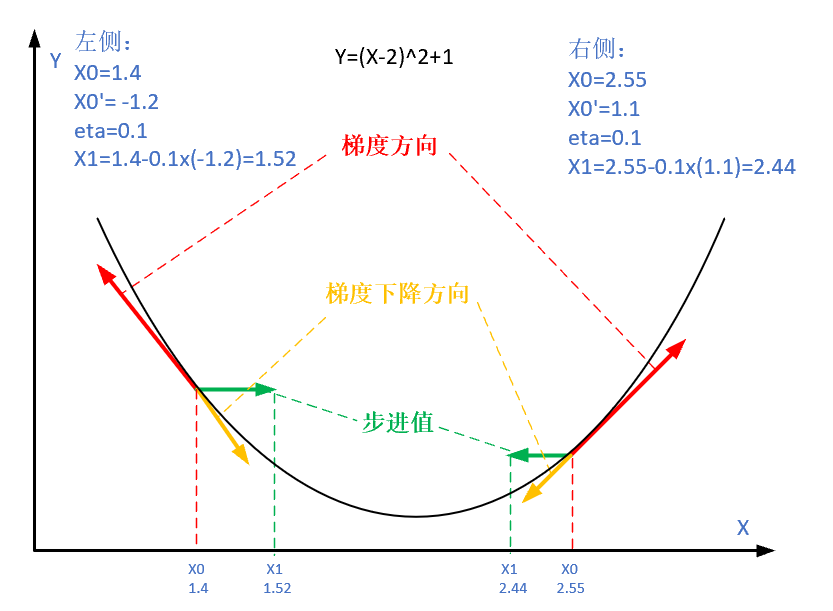 Y
左侧：
X0=1.4
X0'= -1.2
eta=0.1
X1=1.4-0.1x(-1.2)=1.52
Y=(X-2)^2+1
右侧：
X0=2.55
X0'=1.1
eta=0.1
X1=2.55-0.1x(1.1)=2.44
梯度方向
梯度下降方向
步进值
X
X0
1.4
X1
1.52
X1
2.44
X0
2.55